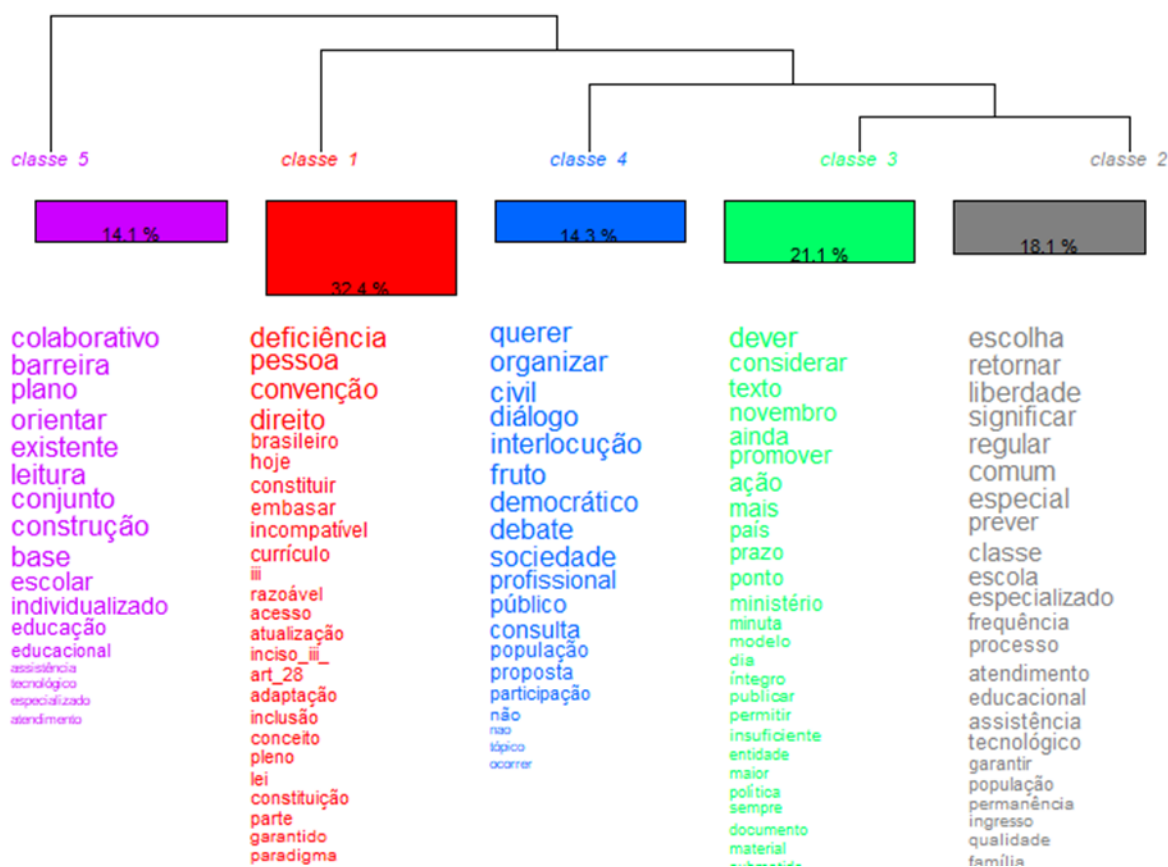 classe 5
classe 1
classe 4
classe 3
classe 2
14.1 %
32.4 %
14.3 %
21.1 %
18.1 %
colaborativo
barreira
plano
orientar
existente
leitura
conjunto
construção
base
escolar
individualizado
educação
educacional
assistência
tecnológico
especializado
atendimento
deficiência
pessoa
convenção
direito
brasileiro
hoje
constituir
embasar
incompatível
currículo
iii
razoável
acesso
atualização
inciso_iii_
art_28
adaptação
inclusão
conceito
pleno
lei
constituição
parte
garantido
paradigma
querer
organizar
civil
diálogo
interlocução
fruto
democrático
debate
sociedade
profissional
público
consulta
população
proposta
participação
não
nao
tópico
ocorrer
dever
considerar
texto
novembro
ainda
promover
ação
mais
país
prazo
ponto
ministério
minuta
modelo
dia
íntegro
publicar
permitir
insuficiente
entidade
maior
política
sempre
documento
material
escolha
retornar
liberdade
significar
regular
comum
especial
prever
classe
escola
especializado
frequência
processo
atendimento
educacional
assistência
tecnológico
garantir
população
permanência
ingresso
qualidade
família